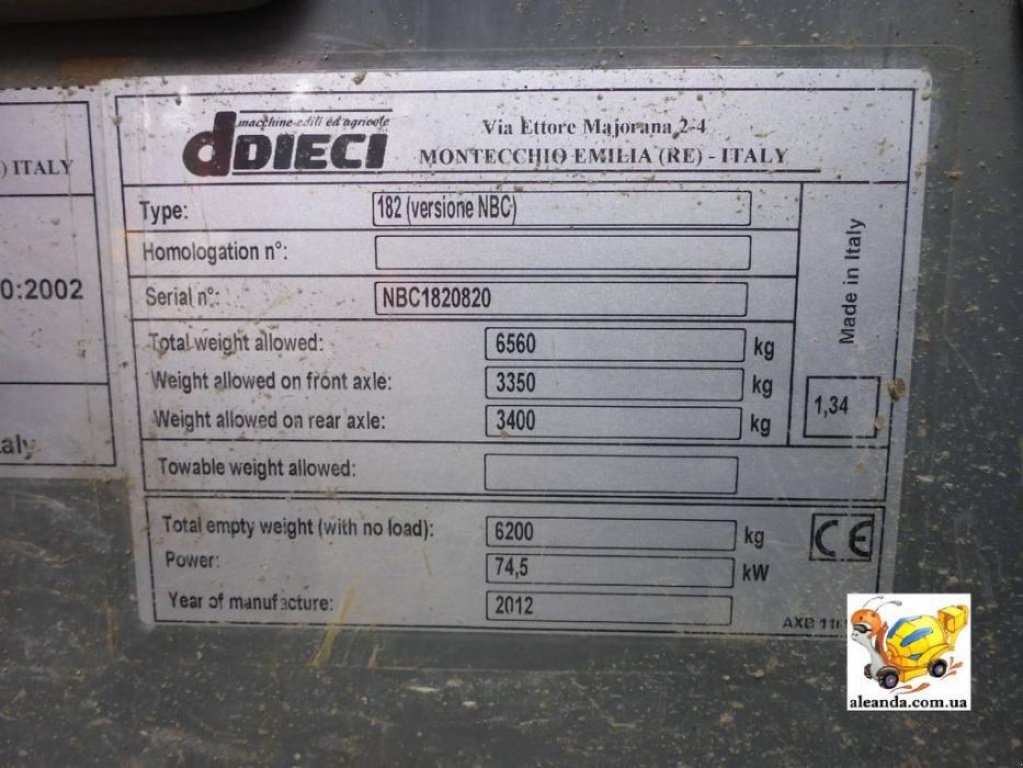 ) ITALY
0:2002
taly
macchine edili ed agricole
dDIECI
Via Ettore Majorana 2-4
MONTECCHIO EMILIA (RE) - ITALY
Type: 182 (versione NBC)
Homologation n°:
Serial n°: NBC1820820
Total weight allowed: 6560 kg
Weight allowed on front axle: 3350 kg
Weight allowed on rear axle: 3400 kg
Made in Italy
1,34
Towable weight allowed:
Total empty weight (with no load): 6200 kg
Power: 74,5 kW
Year of manufacture: 2012
CE
AXB
aleanda.com.ua